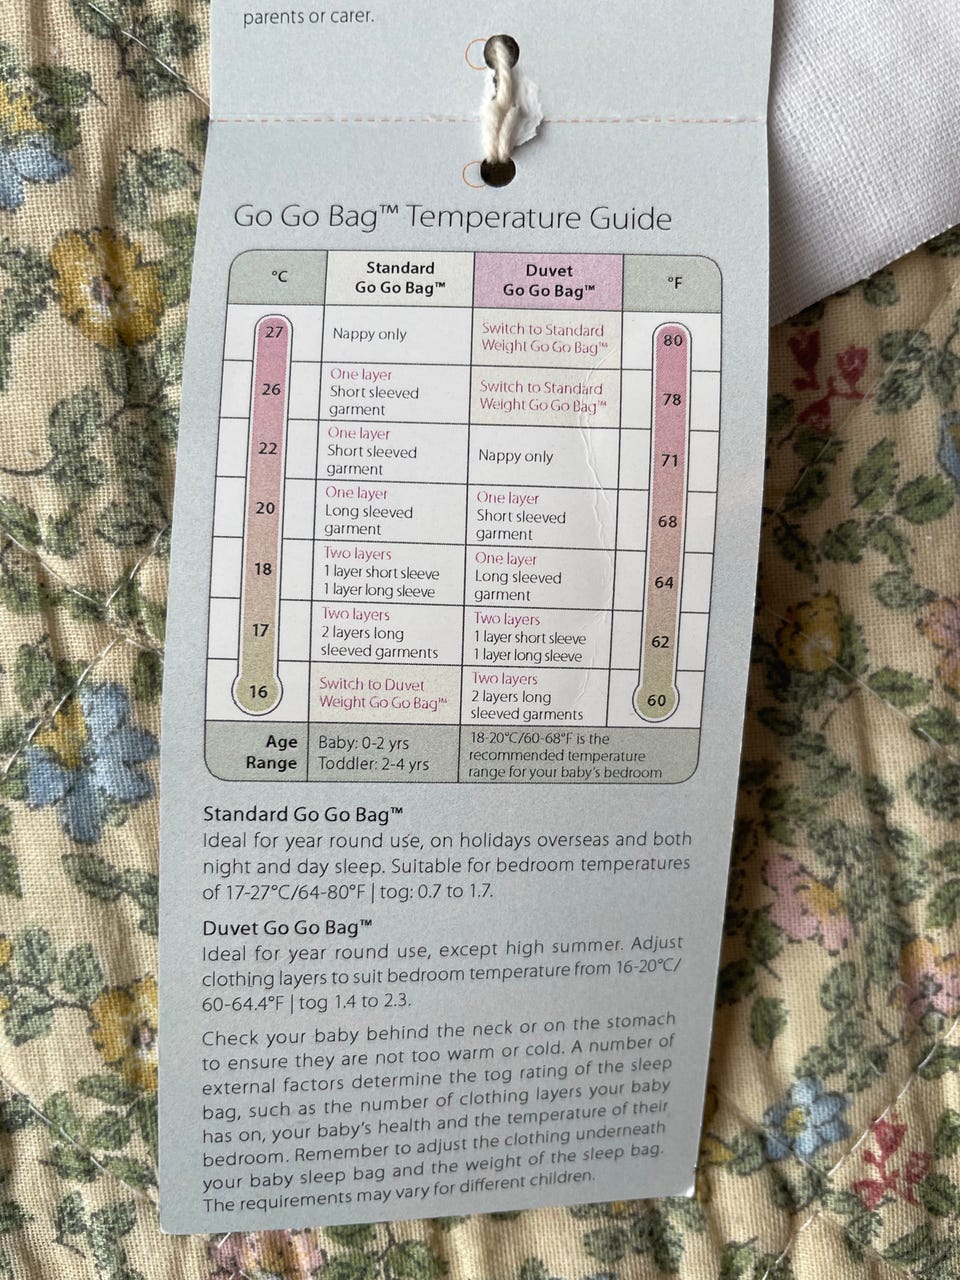 parents or carer.
Go Go Bag™ Temperature Guide
°C
Standard
Go Go Bag™
Duvet
Go Go Bag™
°F
27
Nappy only
Switch to Standard
Weight Go Go Bag™
80
26
One layer
Short sleeved
garment
Switch to Standard
Weight Go Go Bag™
78
22
One layer
Short sleeved
garment
Nappy only
71
20
One layer
Long sleeved
garment
One layer
Short sleeved
garment
68
18
Two layers
1 layer short sleeve
1 layer long sleeve
One layer
Long sleeved
garment
64
17
Two layers
2 layers long
sleeved garments
Two layers
1 layer short sleeve
1 layer long sleeve
62
16
Switch to Duvet
Weight Go Go Bag™
Two layers
2 layers long
sleeved garments
60
Age
Range
Baby: 0-2 yrs
Toddler: 2-4 yrs
18-20°C/60-68°F is the
recommended temperature
range for your baby's bedroom
Standard Go Go Bag™
Ideal for year round use, on holidays overseas and both
night and day sleep. Suitable for bedroom temperatures
of 17-27°C/64-80°F | tog: 0.7 to 1.7.
Duvet Go Go Bag™
Ideal for year round use, except high summer. Adjust
clothing layers to suit bedroom temperature from 16-20°C/
60-64.4°F | tog 1.4 to 2.3.
Check your baby behind the neck or on the stomach
to ensure they are not too warm or cold. A number of
external factors determine the tog rating of the sleep
bag, such as the number of clothing layers your baby
has on, your baby's health and the temperature of their
bedroom. Remember to adjust the clothing underneath
your baby sleep bag and the weight of the sleep bag.
The requirements may vary for different children.